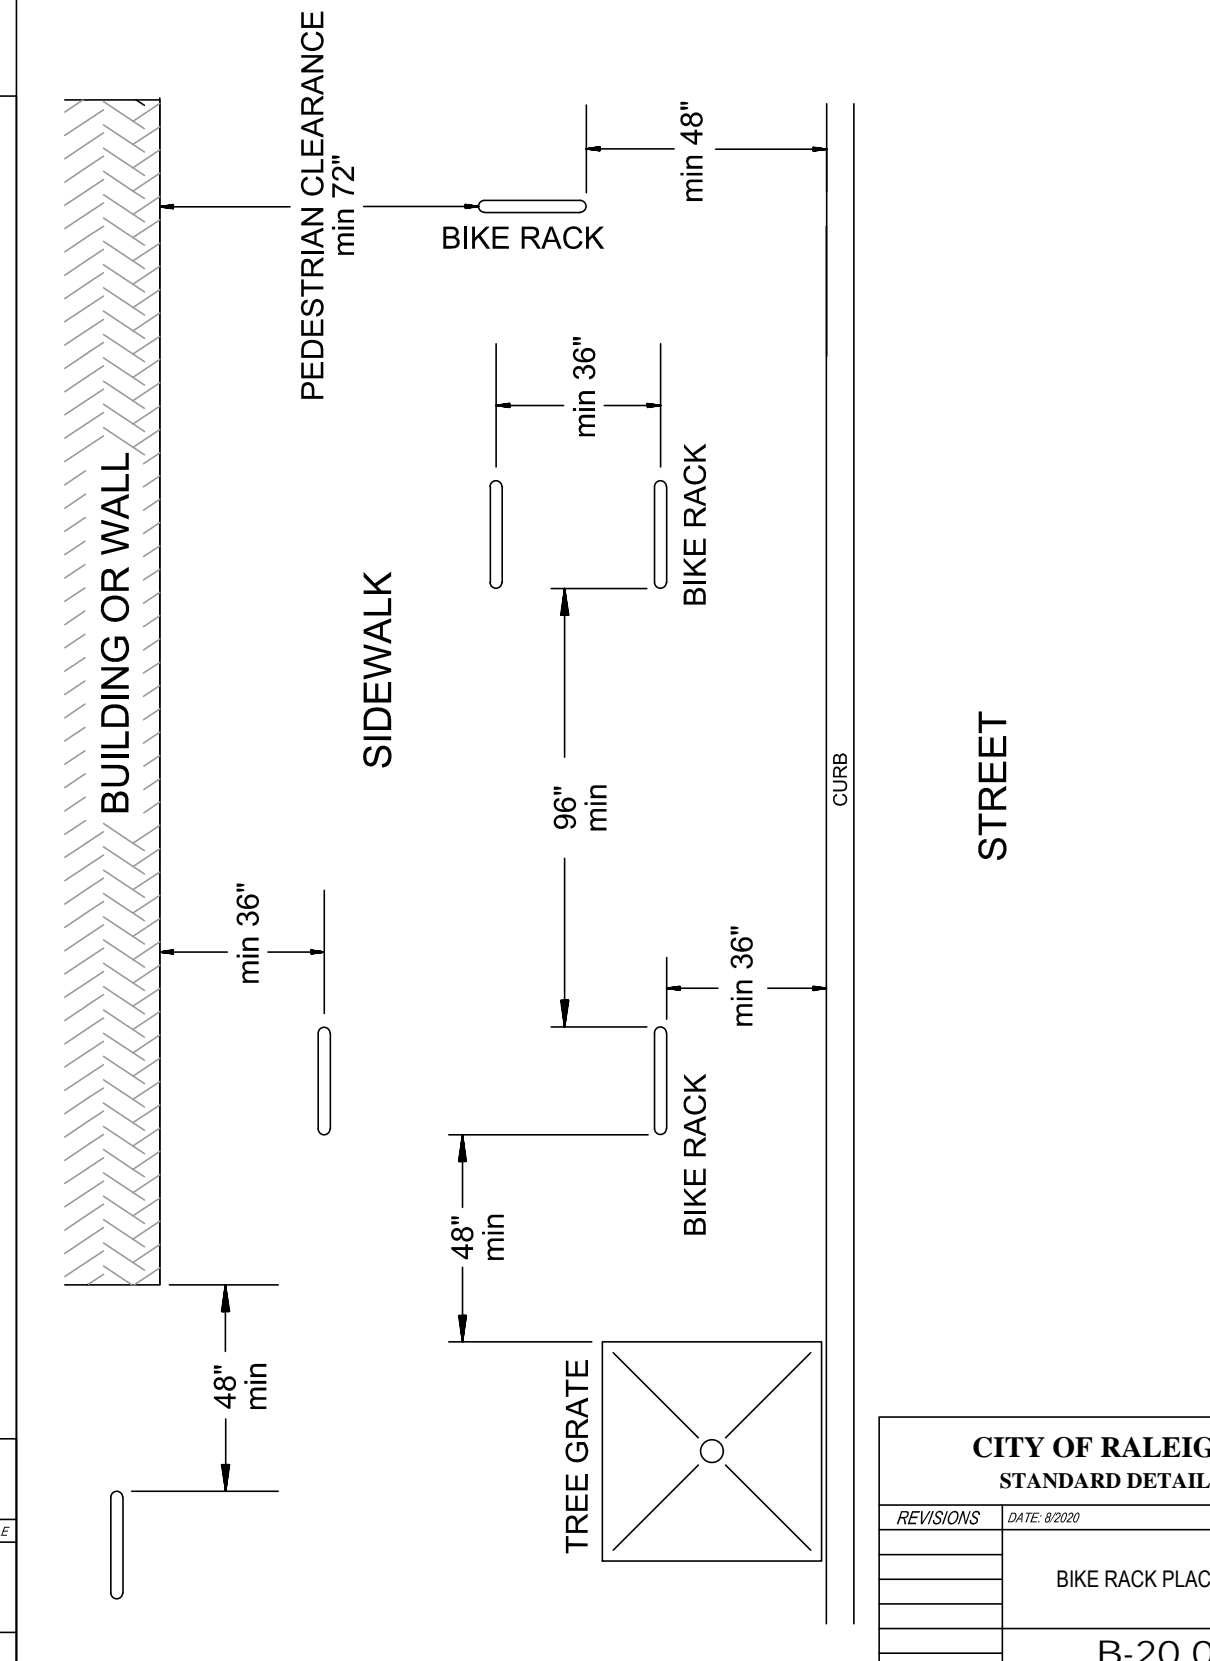 PEDESTRIAN CLEARANCE
min 72"
min 48"
BIKE RACK
min 36"
BIKE RACK
BUILDING OR WALL
SIDEWALK
96"
min
CURB
STREET
min 36"
min 36"
BIKE RACK
48"
min
48"
min
TREE GRATE
CITY OF RALEIG
STANDARD DETAIL
REVISIONS
DATE: 8/2020
E
BIKE RACK PLAC
B-20.0